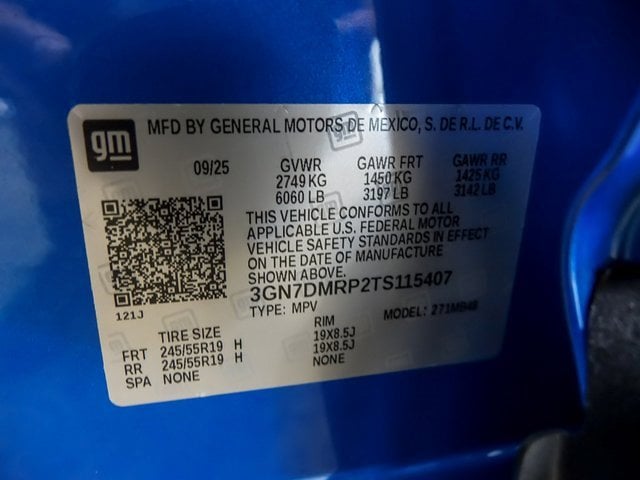 gm MFD BY GENERAL MOTORS DE MEXICO, S. DE R.L. DE C.V.
09/25 GVWR GAWR FRT GAWR RR
2749 KG 1450 KG 1425 KG
6060 LB 3197 LB 3142 LB
THIS VEHICLE CONFORMS TO ALL
APPLICABLE U.S. FEDERAL MOTOR
VEHICLE SAFETY STANDARDS IN EFFECT
ON THE DATE OF MANUFACTURE
SHOWN ABOVE.
3GN7DMRP2TS115407
121J TYPE: MPV MODEL: 271MB48
TIRE SIZE RIM
FRT 245/55R19 H 19X8.5J
RR 245/55R19 H 19X8.5J
SPA NONE NONE